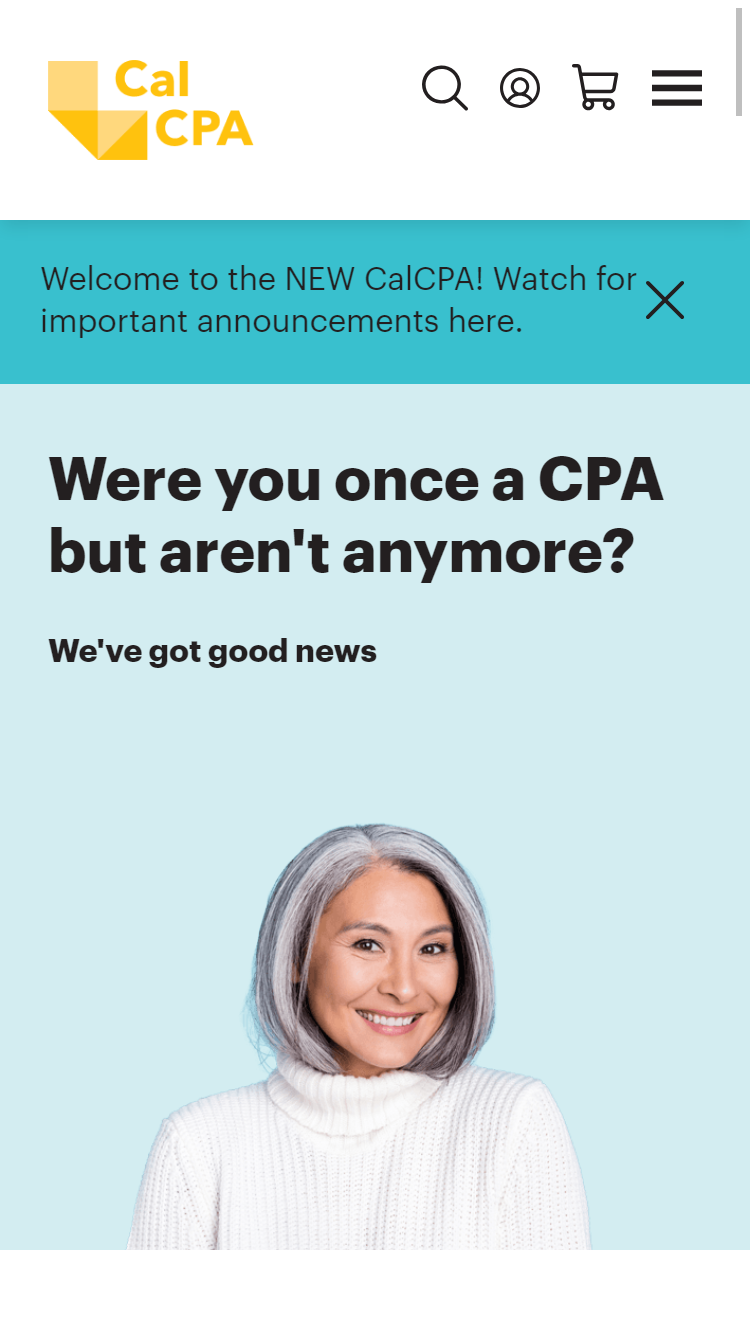 Cal
CPA
Welcome to the NEW CalCPA! Watch for
important announcements here.
Were you once a CPA
but aren't anymore?
We've got good news